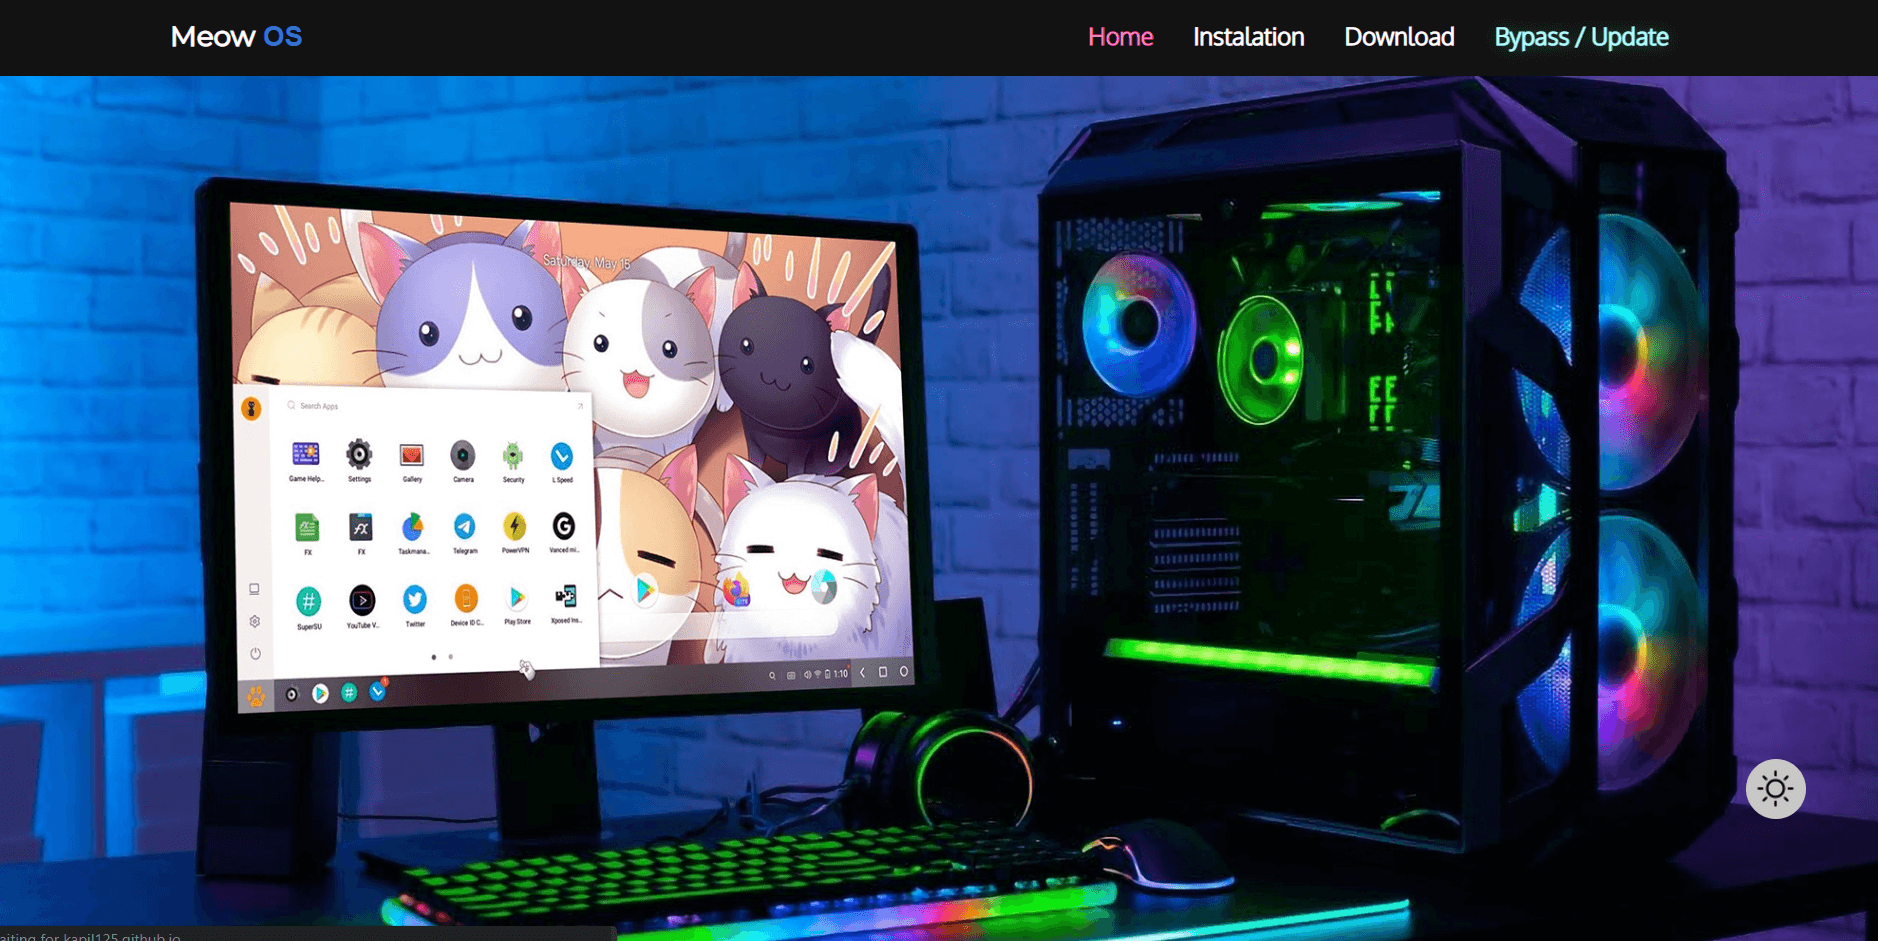 Meow OS
Home Instalation Download Bypass / Update
Saturday, May 15
Search Apps
Game Help... Settings Gallery Camera Security L Speed
FX FX Taskmana... Telegram PowerVPN Vanced mi...
SuperSU YouTube V... Twitter Device ID C... Play Store Xposed Ins...
1:10
aiting for kapil125.github.io